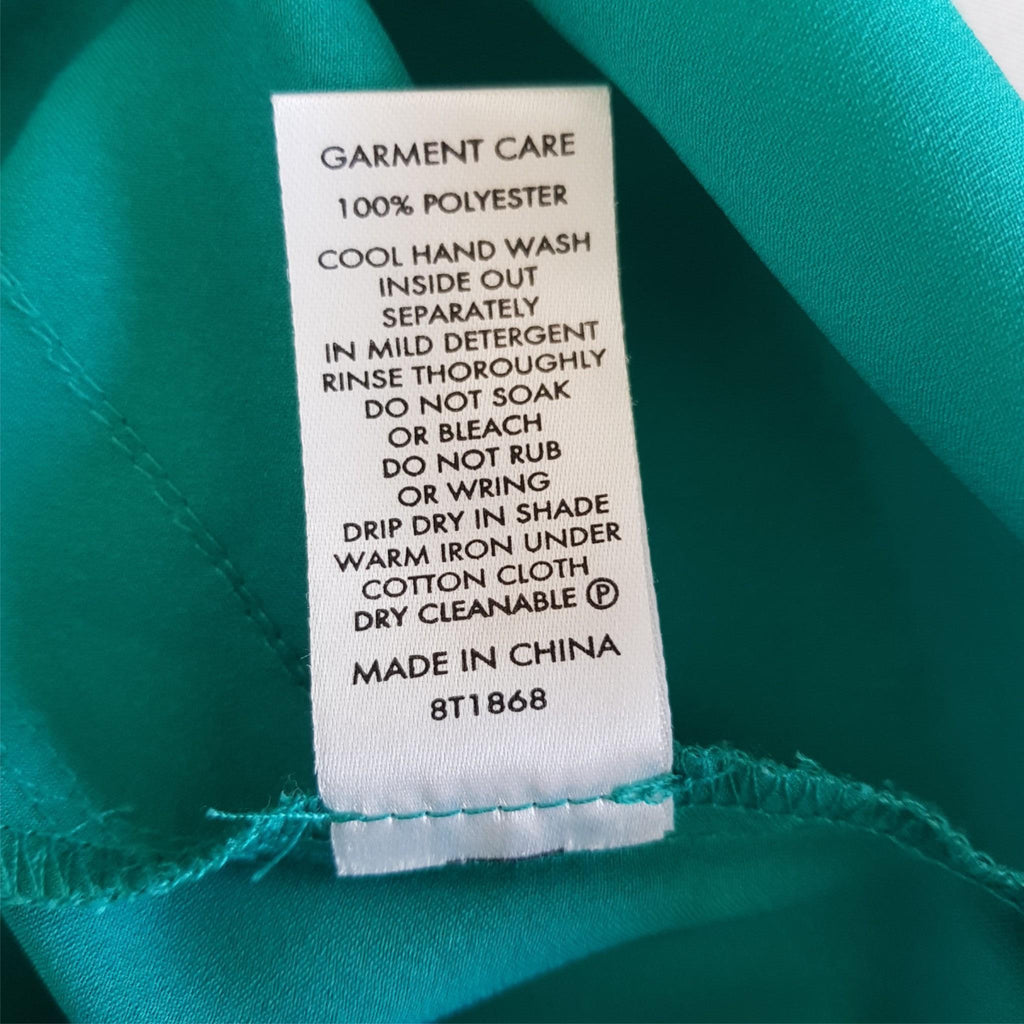 GARMENT CARE
100% POLYESTER
COOL HAND WASH
INSIDE OUT
SEPARATELY
IN MILD DETERGENT
RINSE THOROUGHLY
DO NOT SOAK
OR BLEACH
DO NOT RUB
OR WRING
DRIP DRY IN SHADE
WARM IRON UNDER
COTTON CLOTH
DRY CLEANABLE Ⓟ
MADE IN CHINA
8T1868